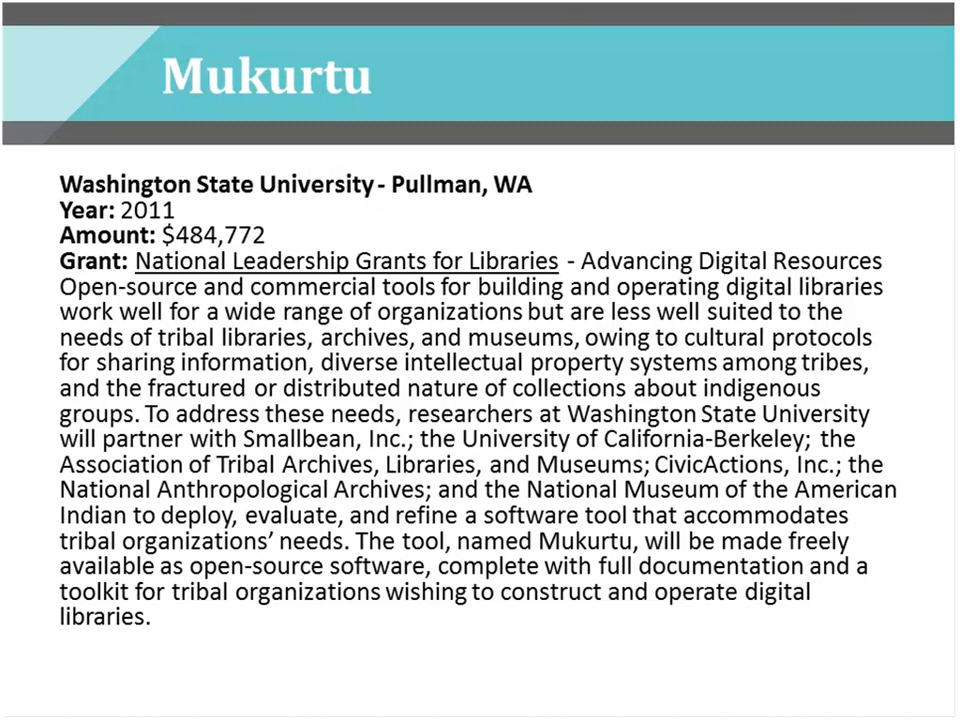 Mukurtu
Washington State University - Pullman, WA
Year: 2011
Amount: $484,772
Grant: National Leadership Grants for Libraries - Advancing Digital Resources
Open-source and commercial tools for building and operating digital libraries
work well for a wide range of organizations but are less well suited to the
needs of tribal libraries, archives, and museums, owing to cultural protocols
for sharing information, diverse intellectual property systems among tribes,
and the fractured or distributed nature of collections about indigenous
groups. To address these needs, researchers at Washington State University
will partner with Smallbean, Inc.; the University of California-Berkeley; the
Association of Tribal Archives, Libraries, and Museums; CivicActions, Inc.; the
National Anthropological Archives; and the National Museum of the American
Indian to deploy, evaluate, and refine a software tool that accommodates
tribal organizations’ needs. The tool, named Mukurtu, will be made freely
available as open-source software, complete with full documentation and a
toolkit for tribal organizations wishing to construct and operate digital
libraries.